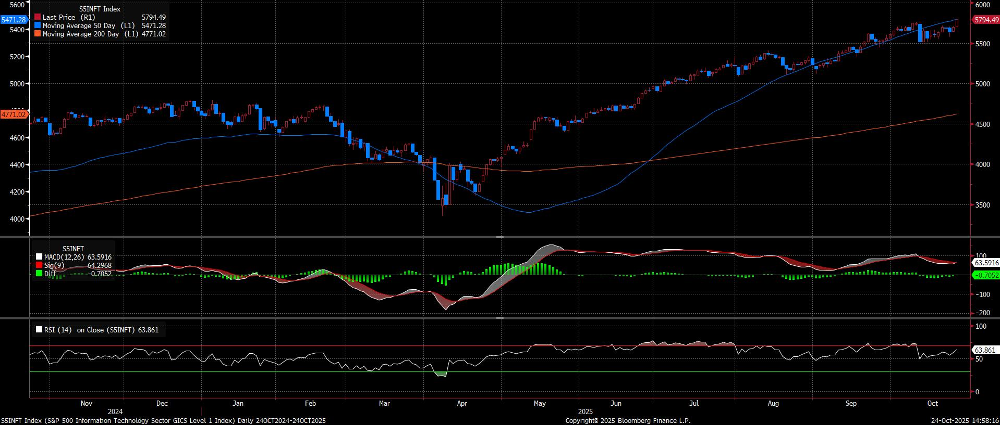 S5INFT Index
Last Price (R1) 5794.49
Moving Average 50 Day (L1) 5471.28
Moving Average 200 Day (L1) 4771.02
5600
5471.28
5400
5200
5000
4771.02
4600
4400
4200
4000
6000
5794.49
5500
5000
4500
4000
3500
S5INFT
MACD(12,26) 63.5916
Sig(9) 64.2968
Diff -0.7052
100
63.5916
-0.7052
-100
-200
RSI (14) on Close (S5INFT) 63.861
100
63.861
50
0
Nov Dec Jan Feb Mar Apr May Jun Jul Aug Sep Oct
2024 2025
S5INFT Index (S&P 500 Information Technology Sector GICS Level 1 Index) Daily 24OCT2024-24OCT2025 Copyright© 2025 Bloomberg Finance L.P. 24-Oct-2025 14:58:16